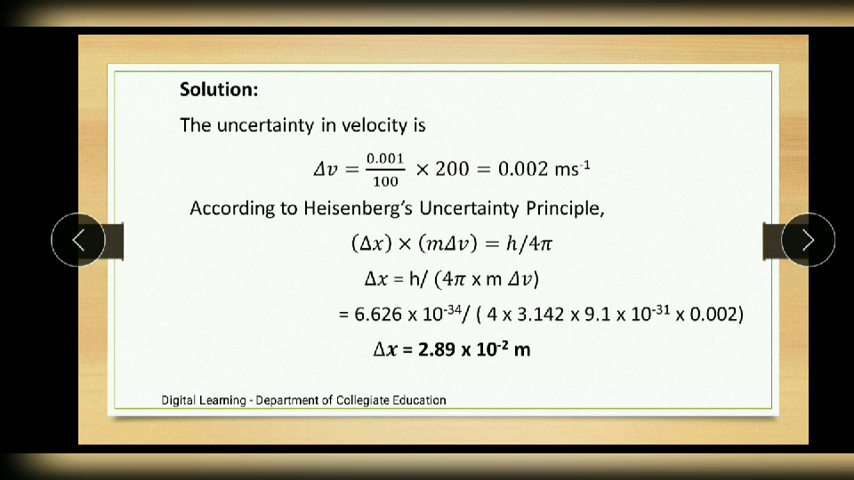 Solution:
The uncertainty in velocity is
Δv = 0.001/100 × 200 = 0.002 ms⁻¹
According to Heisenberg's Uncertainty Principle,
(Δx) × (mΔv) = h/4π
Δx = h/ (4π x m Δv)
= 6.626 x 10⁻³⁴/ ( 4 x 3.142 x 9.1 x 10⁻³¹ x 0.002)
Δx = 2.89 x 10⁻² m
Digital Learning - Department of Collegiate Education